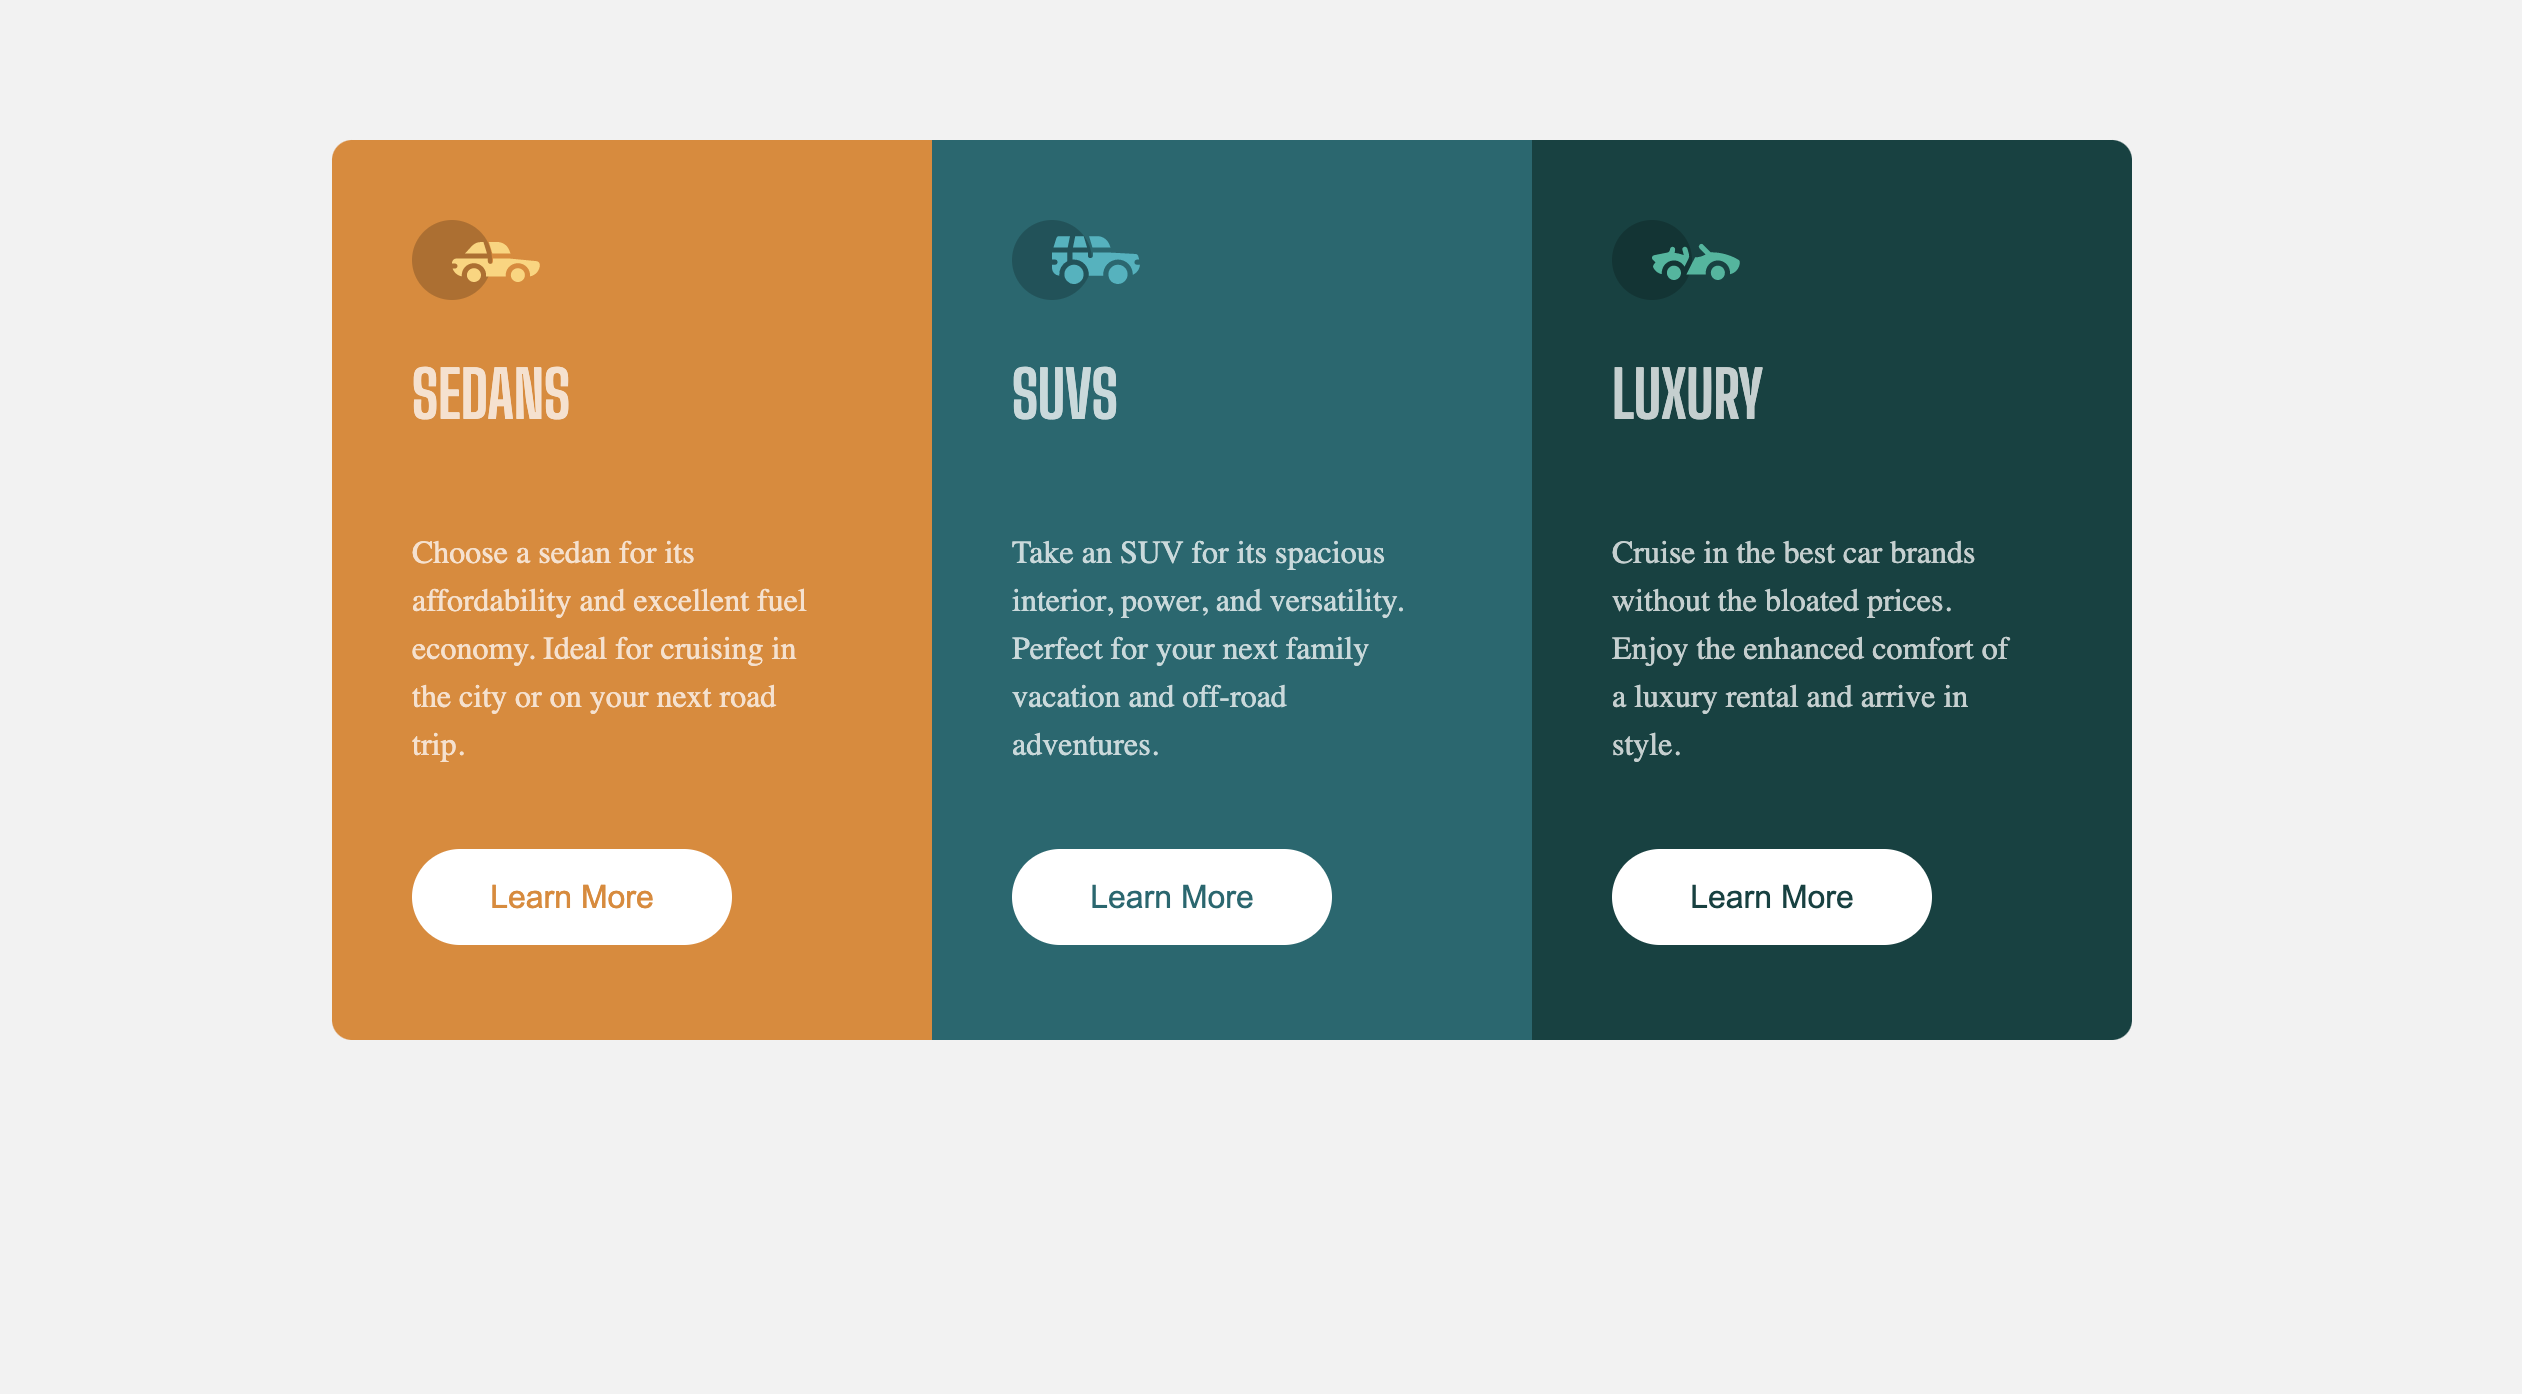 SEDANS
Choose a sedan for its
affordability and excellent fuel
economy. Ideal for cruising in
the city or on your next road
trip.
Learn More
SUVS
Take an SUV for its spacious
interior, power, and versatility.
Perfect for your next family
vacation and off-road
adventures.
Learn More
LUXURY
Cruise in the best car brands
without the bloated prices.
Enjoy the enhanced comfort of
a luxury rental and arrive in
style.
Learn More